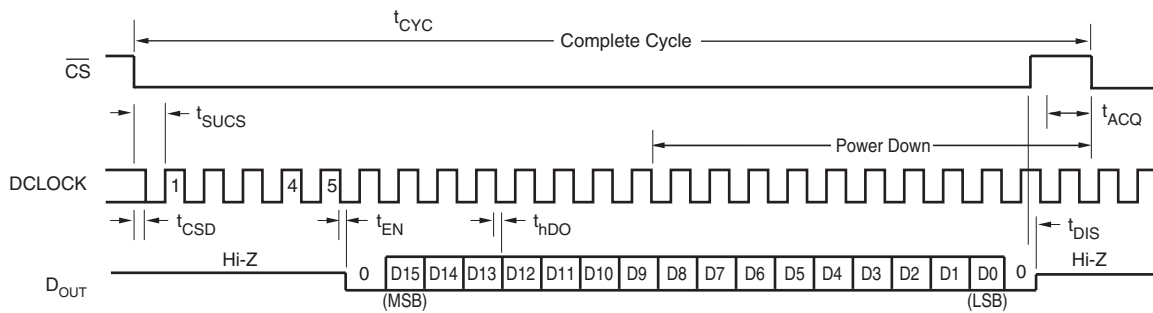 tCYC
Complete Cycle
CS
tSUCS
tACQ
Power Down
DCLOCK
1 4 5
tCSD
tEN
thDO
tDIS
Hi-Z
Hi-Z
DOUT
0 D15 D14 D13 D12 D11 D10 D9 D8 D7 D6 D5 D4 D3 D2 D1 D0 0
(MSB)
(LSB)